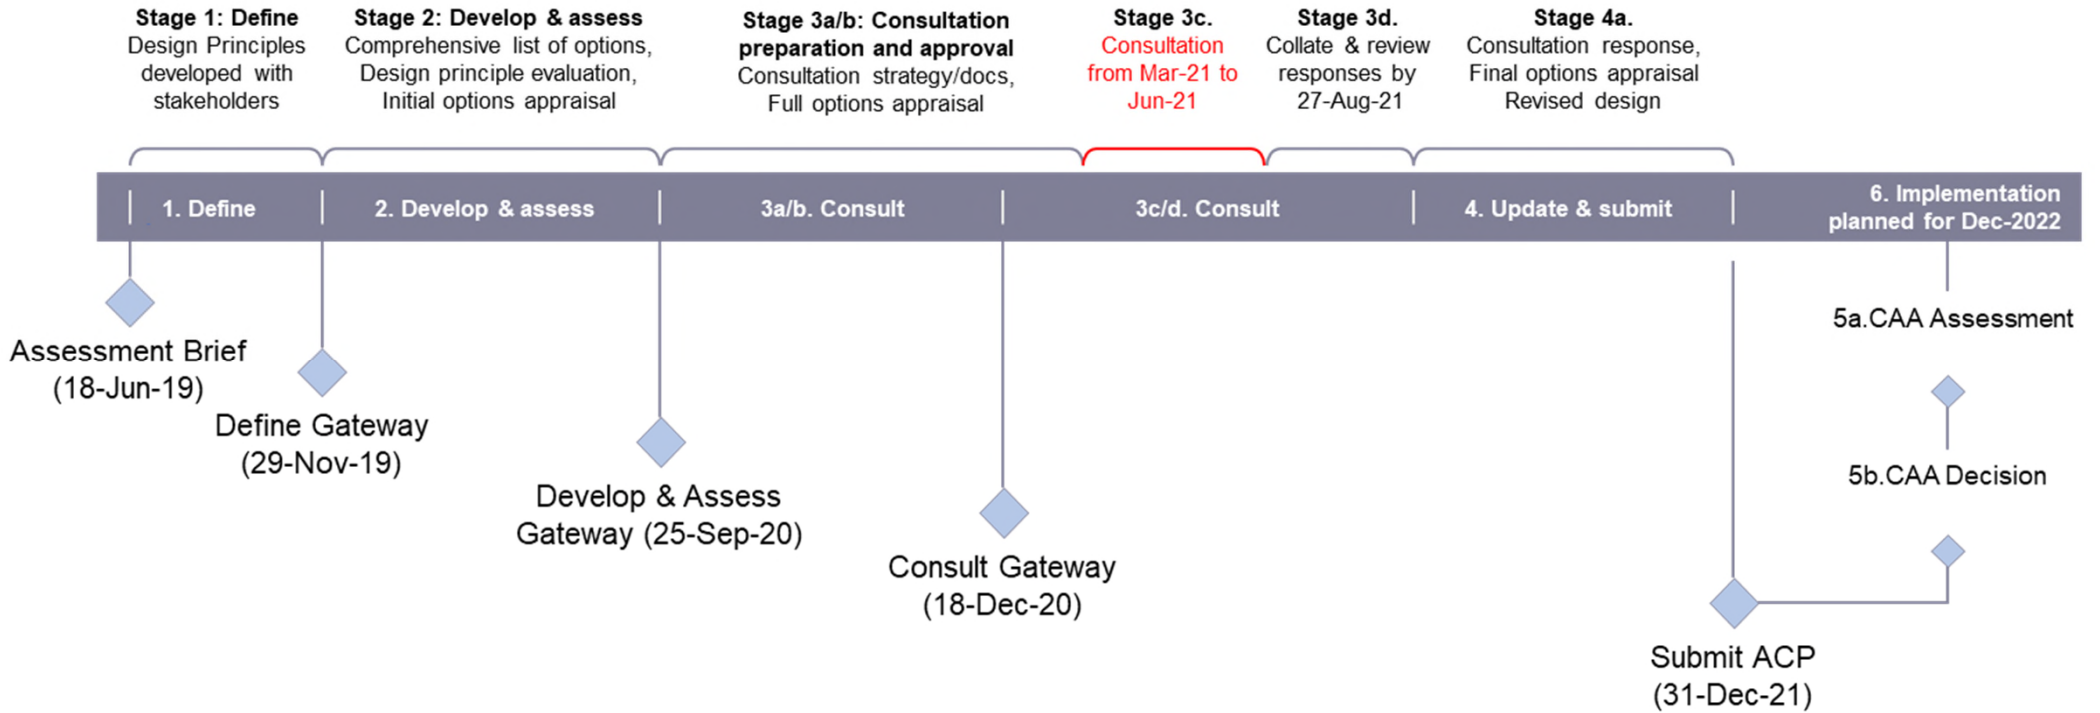 Stage 1: Define
Design Principles
developed with
stakeholders
Stage 2: Develop & assess
Comprehensive list of options,
Design principle evaluation,
Initial options appraisal
Stage 3a/b: Consultation
preparation and approval
Consultation strategy/docs,
Full options appraisal
Stage 3c.
Consultation
from Mar-21 to
Jun-21
Stage 3d.
Collate & review
responses by
27-Aug-21
Stage 4a.
Consultation response,
Final options appraisal
Revised design
1. Define
2. Develop & assess
3a/b. Consult
3c/d. Consult
4. Update & submit
6. Implementation
planned for Dec-2022
Assessment Brief
(18-Jun-19)
Define Gateway
(29-Nov-19)
Develop & Assess
Gateway (25-Sep-20)
Consult Gateway
(18-Dec-20)
Submit ACP
(31-Dec-21)
5a.CAA Assessment
5b.CAA Decision